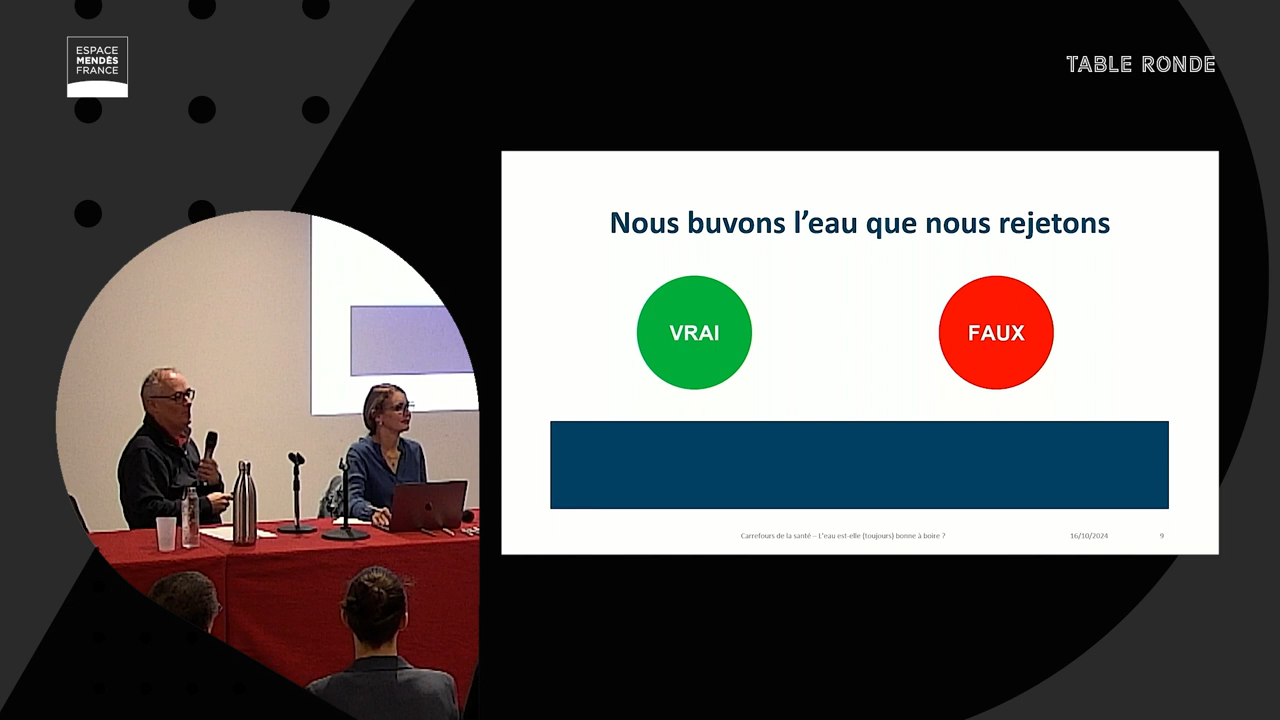 ESPACE
MENDÈS
FRANCE
TABLE RONDE
Nous buvons l'eau que nous rejetons
VRAI
FAUX
Carrefours de la santé – L'eau est-elle (toujours) bonne à boire ?
16/10/2024
9